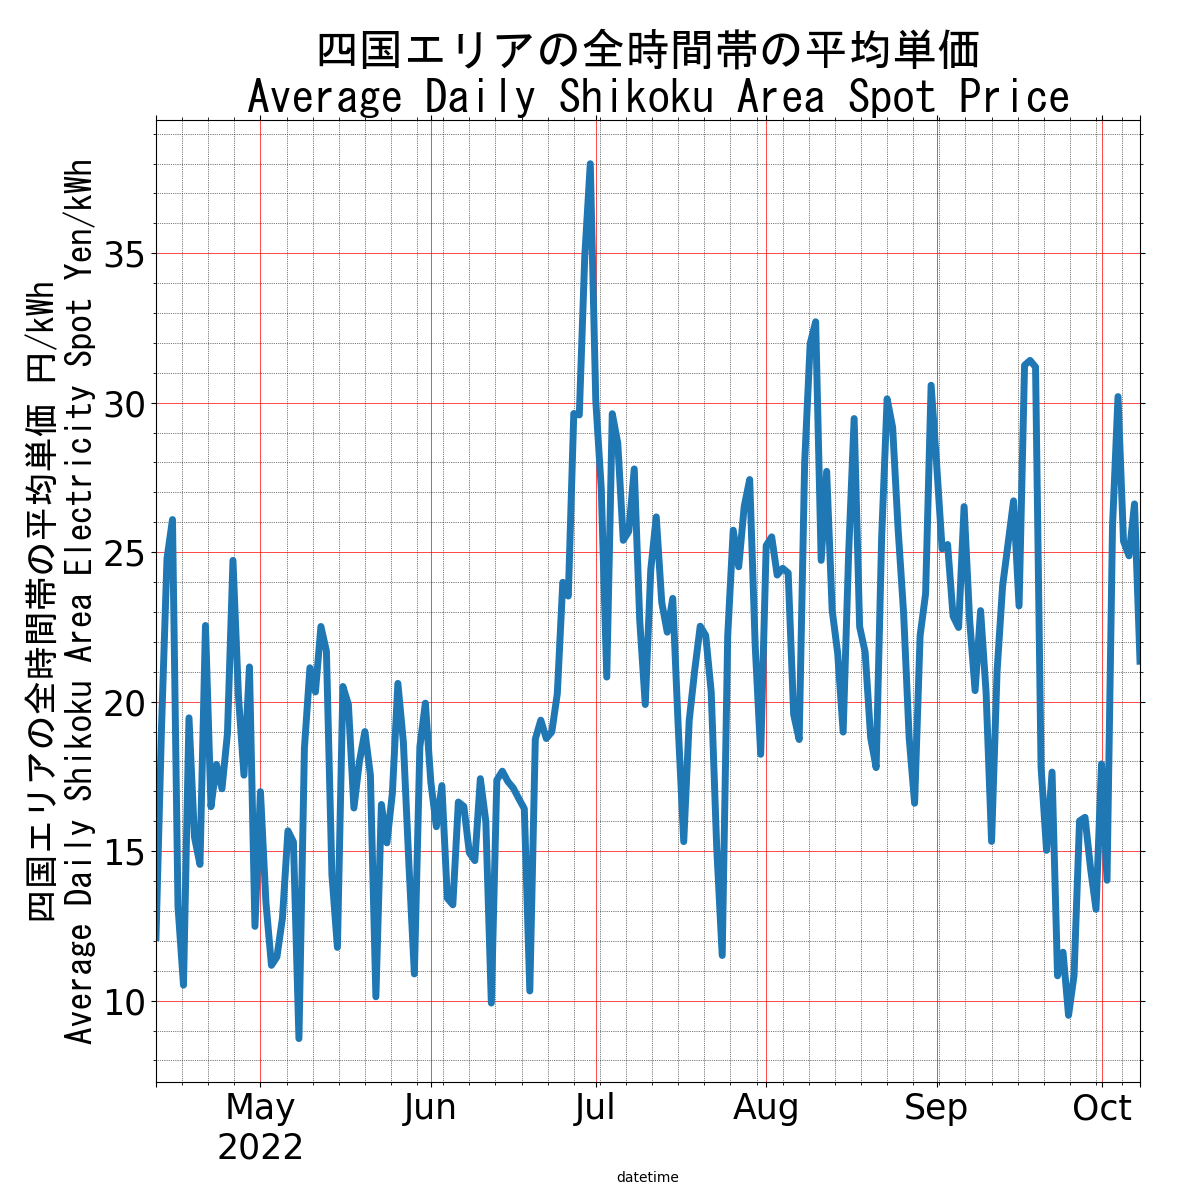 四国エリアの全時間帯の平均単価
Average Daily Shikoku Area Spot Price
四国エリアの全時間帯の平均単価 円/kWh
Average Daily Shikoku Area Electricity Spot Yen/kWh
35
30
25
20
15
10
May
2022
Jun
Jul
Aug
Sep
Oct
datetime